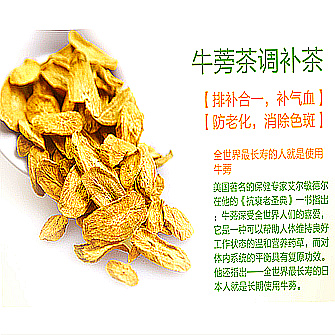 牛蒡茶调补茶
【排补合一，补气血】
【防老化，消除色斑】
全世界最长寿的人就是使用
牛蒡
美国著名的保健专家艾尔敏德尔
在他的《抗衰老圣典》一书指出
；牛蒡深受全世界人们的喜爱，
它是一种可以帮助人体维持良好
工作状态的温和营养药草，而对
体内系统的平衡具有复原功效。
他还指出——全世界最长寿的日
本人就是长期使用牛蒡。